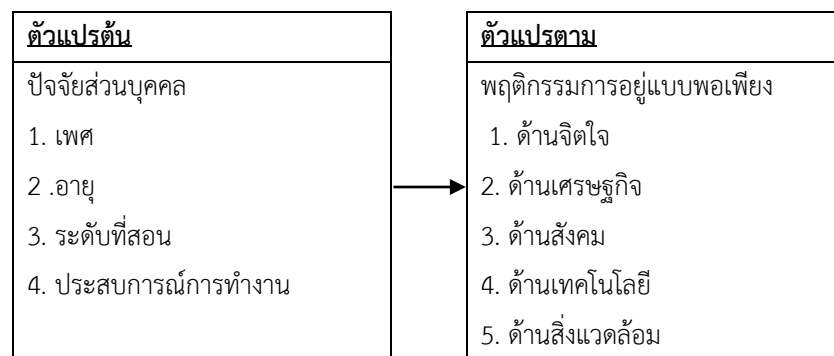 ตัวแปรต้น
ปัจจัยส่วนบุคคล
1. เพศ
2 .อายุ
3. ระดับที่สอน
4. ประสบการณ์การทำงาน
ตัวแปรตาม
พฤติกรรมการอยู่แบบพอเพียง
1. ด้านจิตใจ
2. ด้านเศรษฐกิจ
3. ด้านสังคม
4. ด้านเทคโนโลยี
5. ด้านสิ่งแวดล้อม